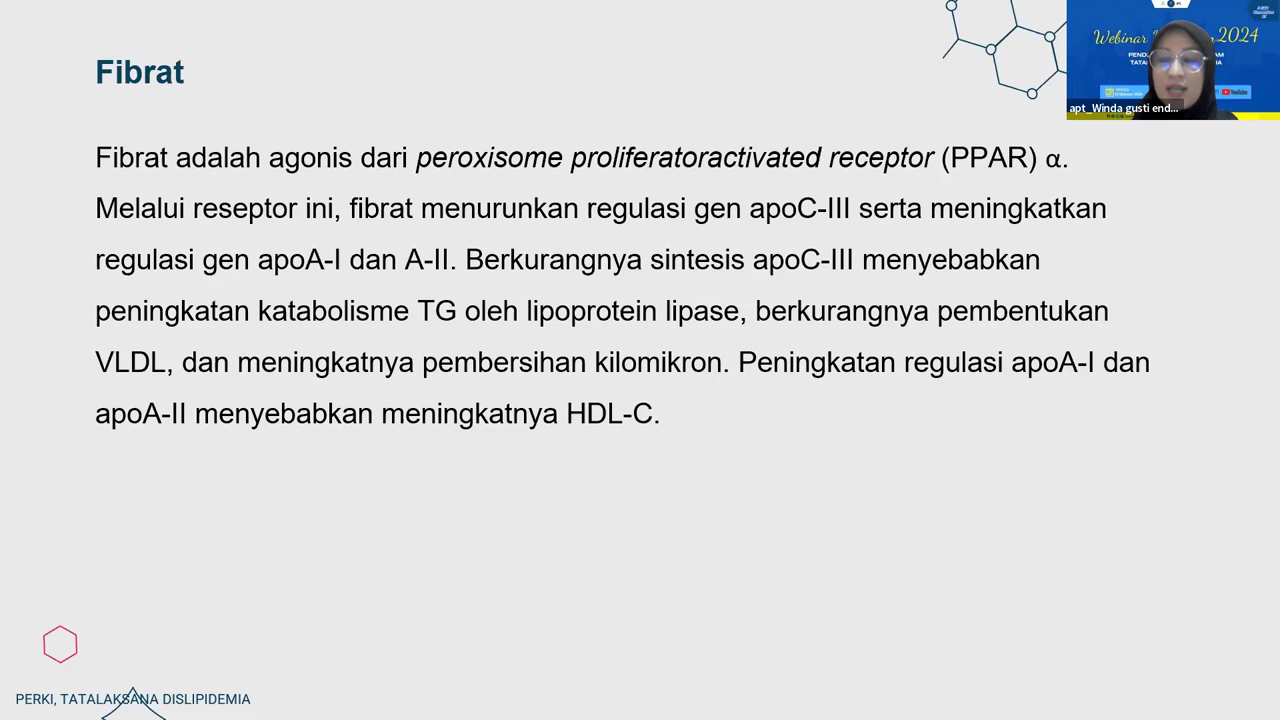 Fibrat
Fibrat adalah agonis dari peroxisome proliferatoractivated receptor (PPAR) α.
Melalui reseptor ini, fibrat menurunkan regulasi gen apoC-III serta meningkatkan
regulasi gen apoA-I dan A-II. Berkurangnya sintesis apoC-III menyebabkan
peningkatan katabolisme TG oleh lipoprotein lipase, berkurangnya pembentukan
VLDL, dan meningkatnya pembersihan kilomikron. Peningkatan regulasi apoA-I dan
apoA-II menyebabkan meningkatnya HDL-C.
Webinar 2024
YouTube
apt_Winda gusti end...
PERKI, TATALAKSANA DISLIPIDEMIA